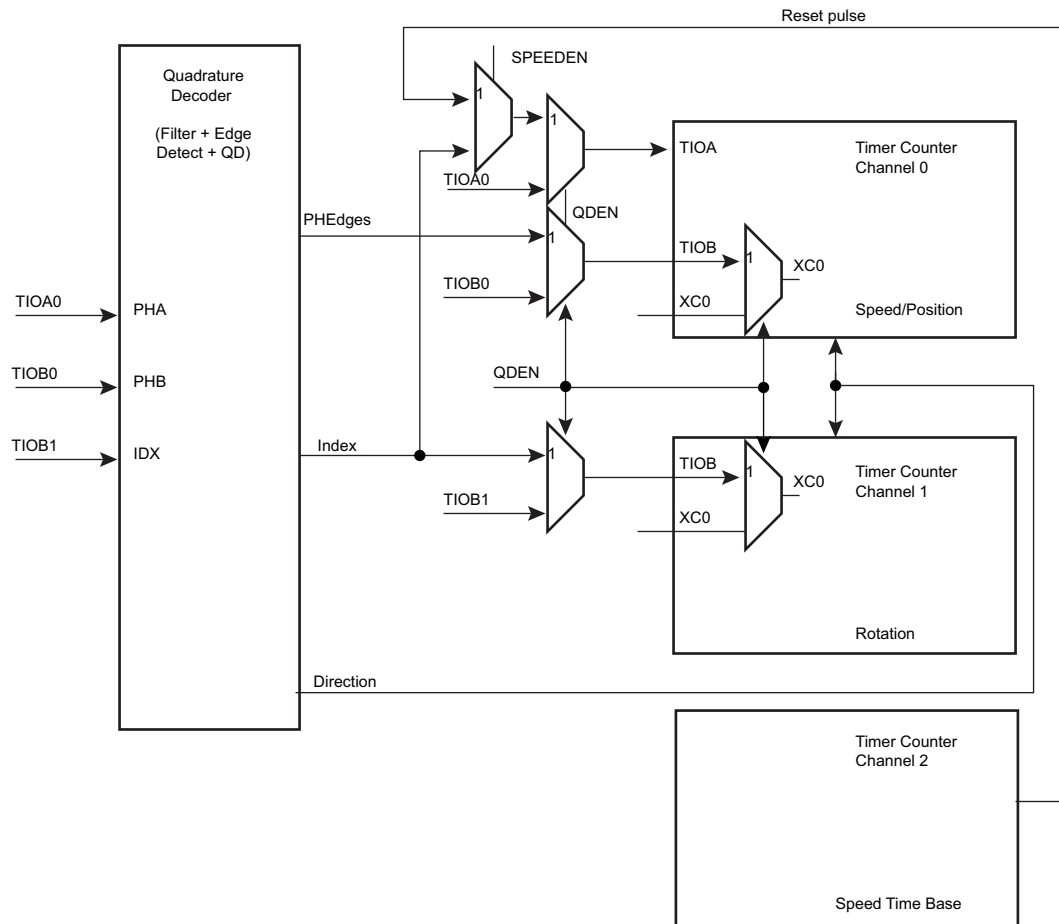 Reset pulse
SPEEDEN
Quadrature
Decoder
(Filter + Edge
Detect + QD)
1
1
TIOA
Timer Counter
Channel 0
TIOA0
QDEN
PHEdges
1
TIOB
1
XC0
TIOB0
XC0
Speed/Position
TIOA0
PHA
TIOB0
PHB
QDEN
TIOB1
IDX
Index
1
TIOB
1
XC0
Timer Counter
Channel 1
TIOB1
XC0
Rotation
Direction
Timer Counter
Channel 2
Speed Time Base